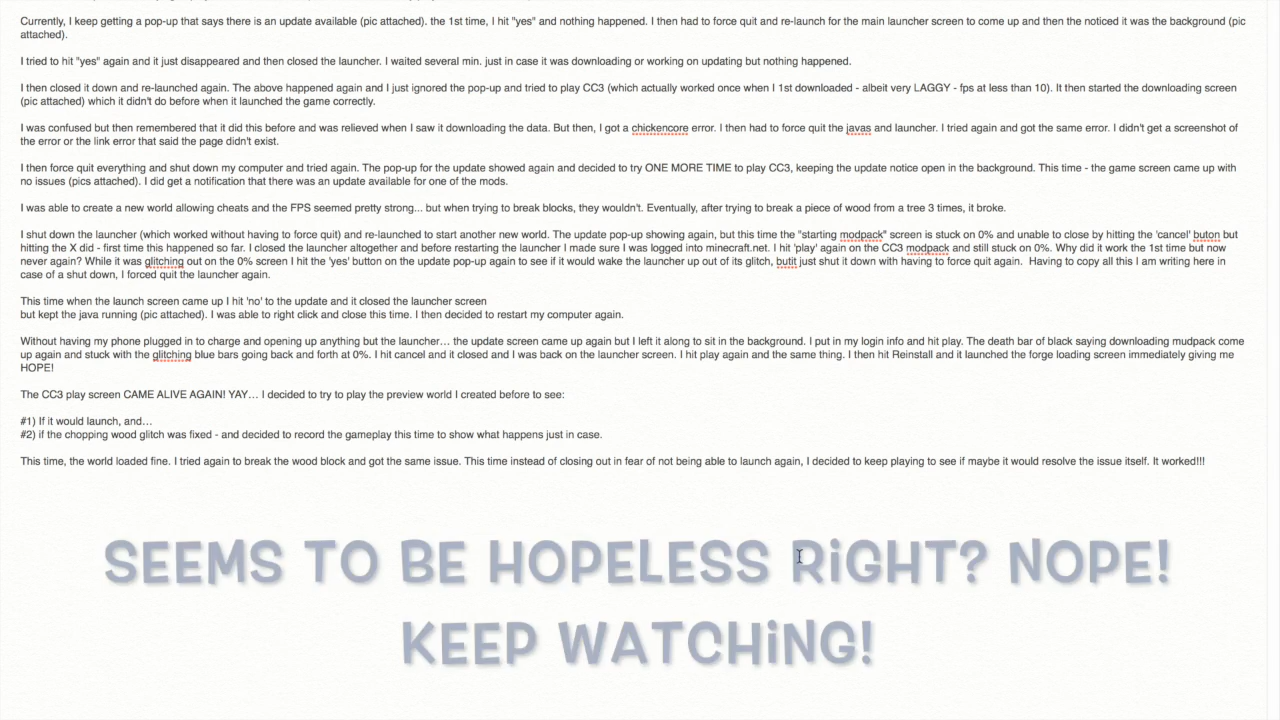 Currently, I keep getting a pop-up that says there is an update available (pic attached). the 1st time, I hit "yes" and nothing happened. I then had to force quit and re-launch for the main launcher screen to come up and then the noticed it was the background (pic
attached).
I tried to hit "yes" again and it just disappeared and then closed the launcher. I waited several min. just in case it was downloading or working on updating but nothing happened.
I then closed it down and re-launched again. The above happened again and I just ignored the pop-up and tried to play CC3 (which actually worked once when I 1st downloaded - albeit very LAGGY - fps at less than 10). It then started the downloading screen
(pic attached) which it didn't do before when it launched the game correctly.
I was confused but then remembered that it did this before and was relieved when I saw it downloading the data. But then, I got a chickencore error. I then had to force quit the javas and launcher. I tried again and got the same error. I didn't get a screenshot of
the error or the link error that said the page didn't exist.
I then force quit everything and shut down my computer and tried again. The pop-up for the update showed again and decided to try ONE MORE TIME to play CC3, keeping the update notice open in the background. This time - the game screen came up with
no issues (pics attached). I did get a notification that there was an update available for one of the mods.
I was able to create a new world allowing cheats and the FPS seemed pretty strong... but when trying to break blocks, they wouldn't. Eventually, after trying to break a piece of wood from a tree 3 times, it broke.
I shut down the launcher (which worked without having to force quit) and re-launched to start another new world. The update pop-up showing again, but this time the "starting modpack" screen is stuck on 0% and unable to close by hitting the 'cancel' buton but
hitting the X did - first time this happened so far. I closed the launcher altogether and before restarting the launcher I made sure I was logged into minecraft.net. I hit 'play' again on the CC3 modpack and still stuck on 0%. Why did it work the 1st time but now
never again? While it was glitching out on the 0% screen I hit the 'yes' button on the update pop-up again to see if it would wake the launcher up out of its glitch, butit just shut it down with having to force quit again. Having to copy all this I am writing here in
case of a shut down, I forced quit the launcher again.
This time when the launch screen came up I hit 'no' to the update and it closed the launcher screen
but kept the java running (pic attached). I was able to right click and close this time. I then decided to restart my computer again.
Without having my phone plugged in to charge and opening up anything but the launcher… the update screen came up again but I left it along to sit in the background. I put in my login info and hit play. The death bar of black saying downloading mudpack come
up again and stuck with the glitching blue bars going back and forth at 0%. I hit cancel and it closed and I was back on the launcher screen. I hit play again and the same thing. I then hit Reinstall and it launched the forge loading screen immediately giving me
HOPE!
The CC3 play screen CAME ALIVE AGAIN! YAY… I decided to try to play the preview world I created before to see:
#1) If it would launch, and…
#2) if the chopping wood glitch was fixed - and decided to record the gameplay this time to show what happens just in case.
This time, the world loaded fine. I tried again to break the wood block and got the same issue. This time instead of closing out in fear of not being able to launch again, I decided to keep playing to see if maybe it would resolve the issue itself. It worked!!!
SEEMS TO BE HOPELESS RiGHT? NOPE!
KEEP WATCHiNG!